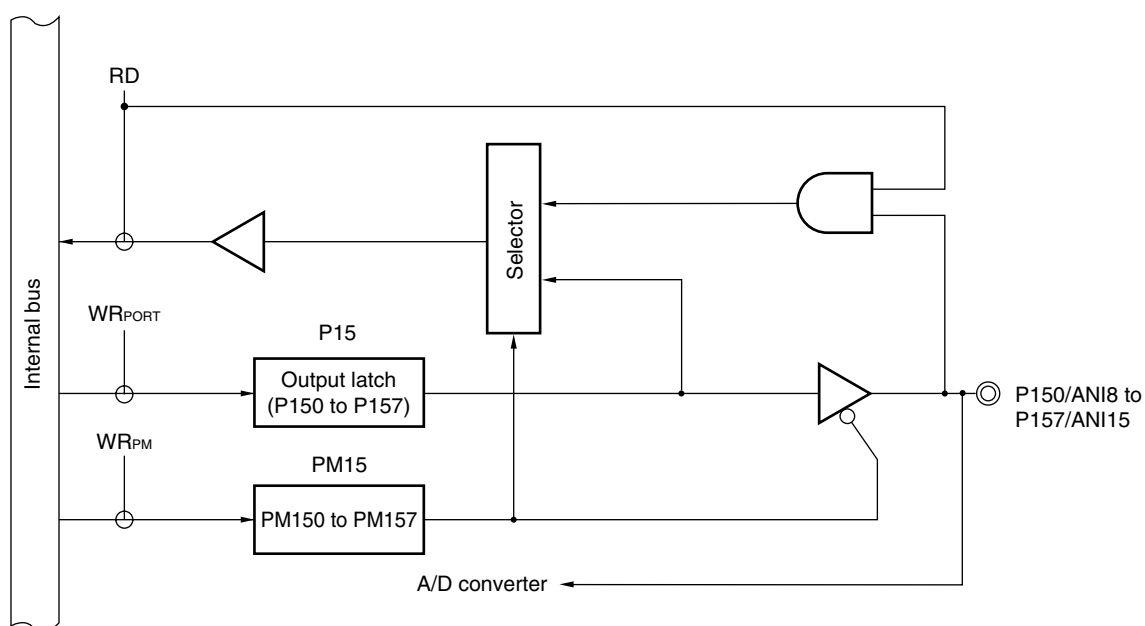 RD
Internal bus
Selector
WRPORT
P15
Output latch
(P150 to P157)
P150/ANI8 to
P157/ANI15
WRPM
PM15
PM150 to PM157
A/D converter